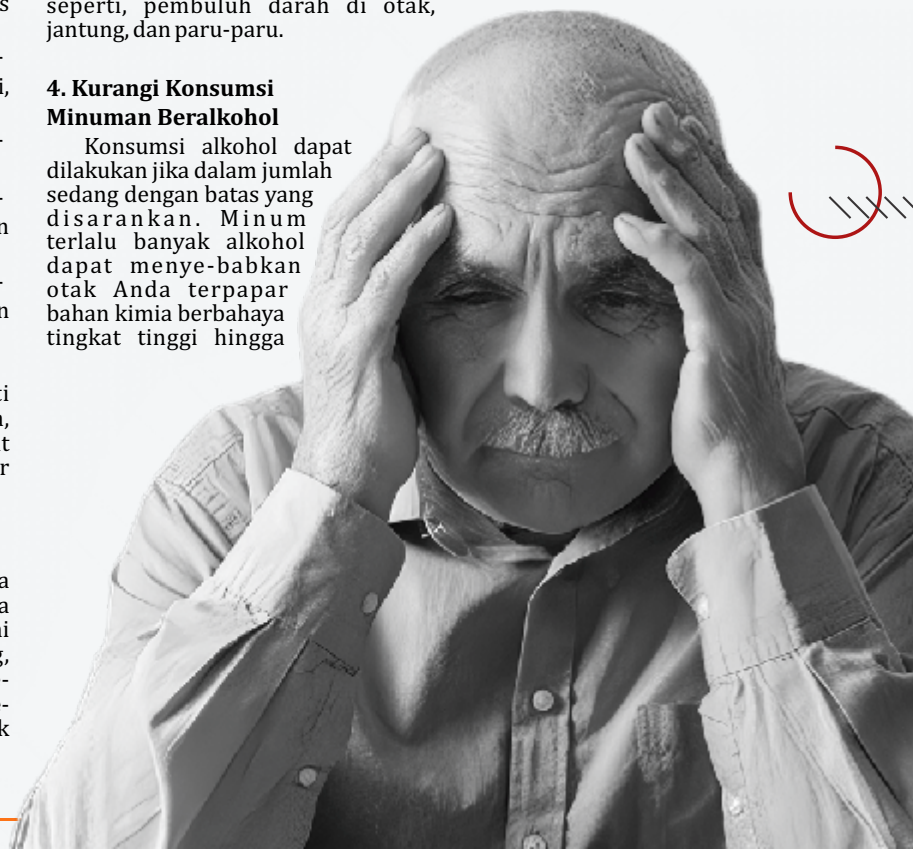 seperti, pembuluh darah di otak,
jantung, dan paru-paru.
4. Kurangi Konsumsi
Minuman Beralkohol
Konsumsi alkohol dapat
dilakukan jika dalam jumlah
sedang dengan batas yang
disarankan. Minum
terlalu banyak alkohol
dapat menye-babkan
otak Anda terpapar
bahan kimia berbahaya
tingkat tinggi hingga